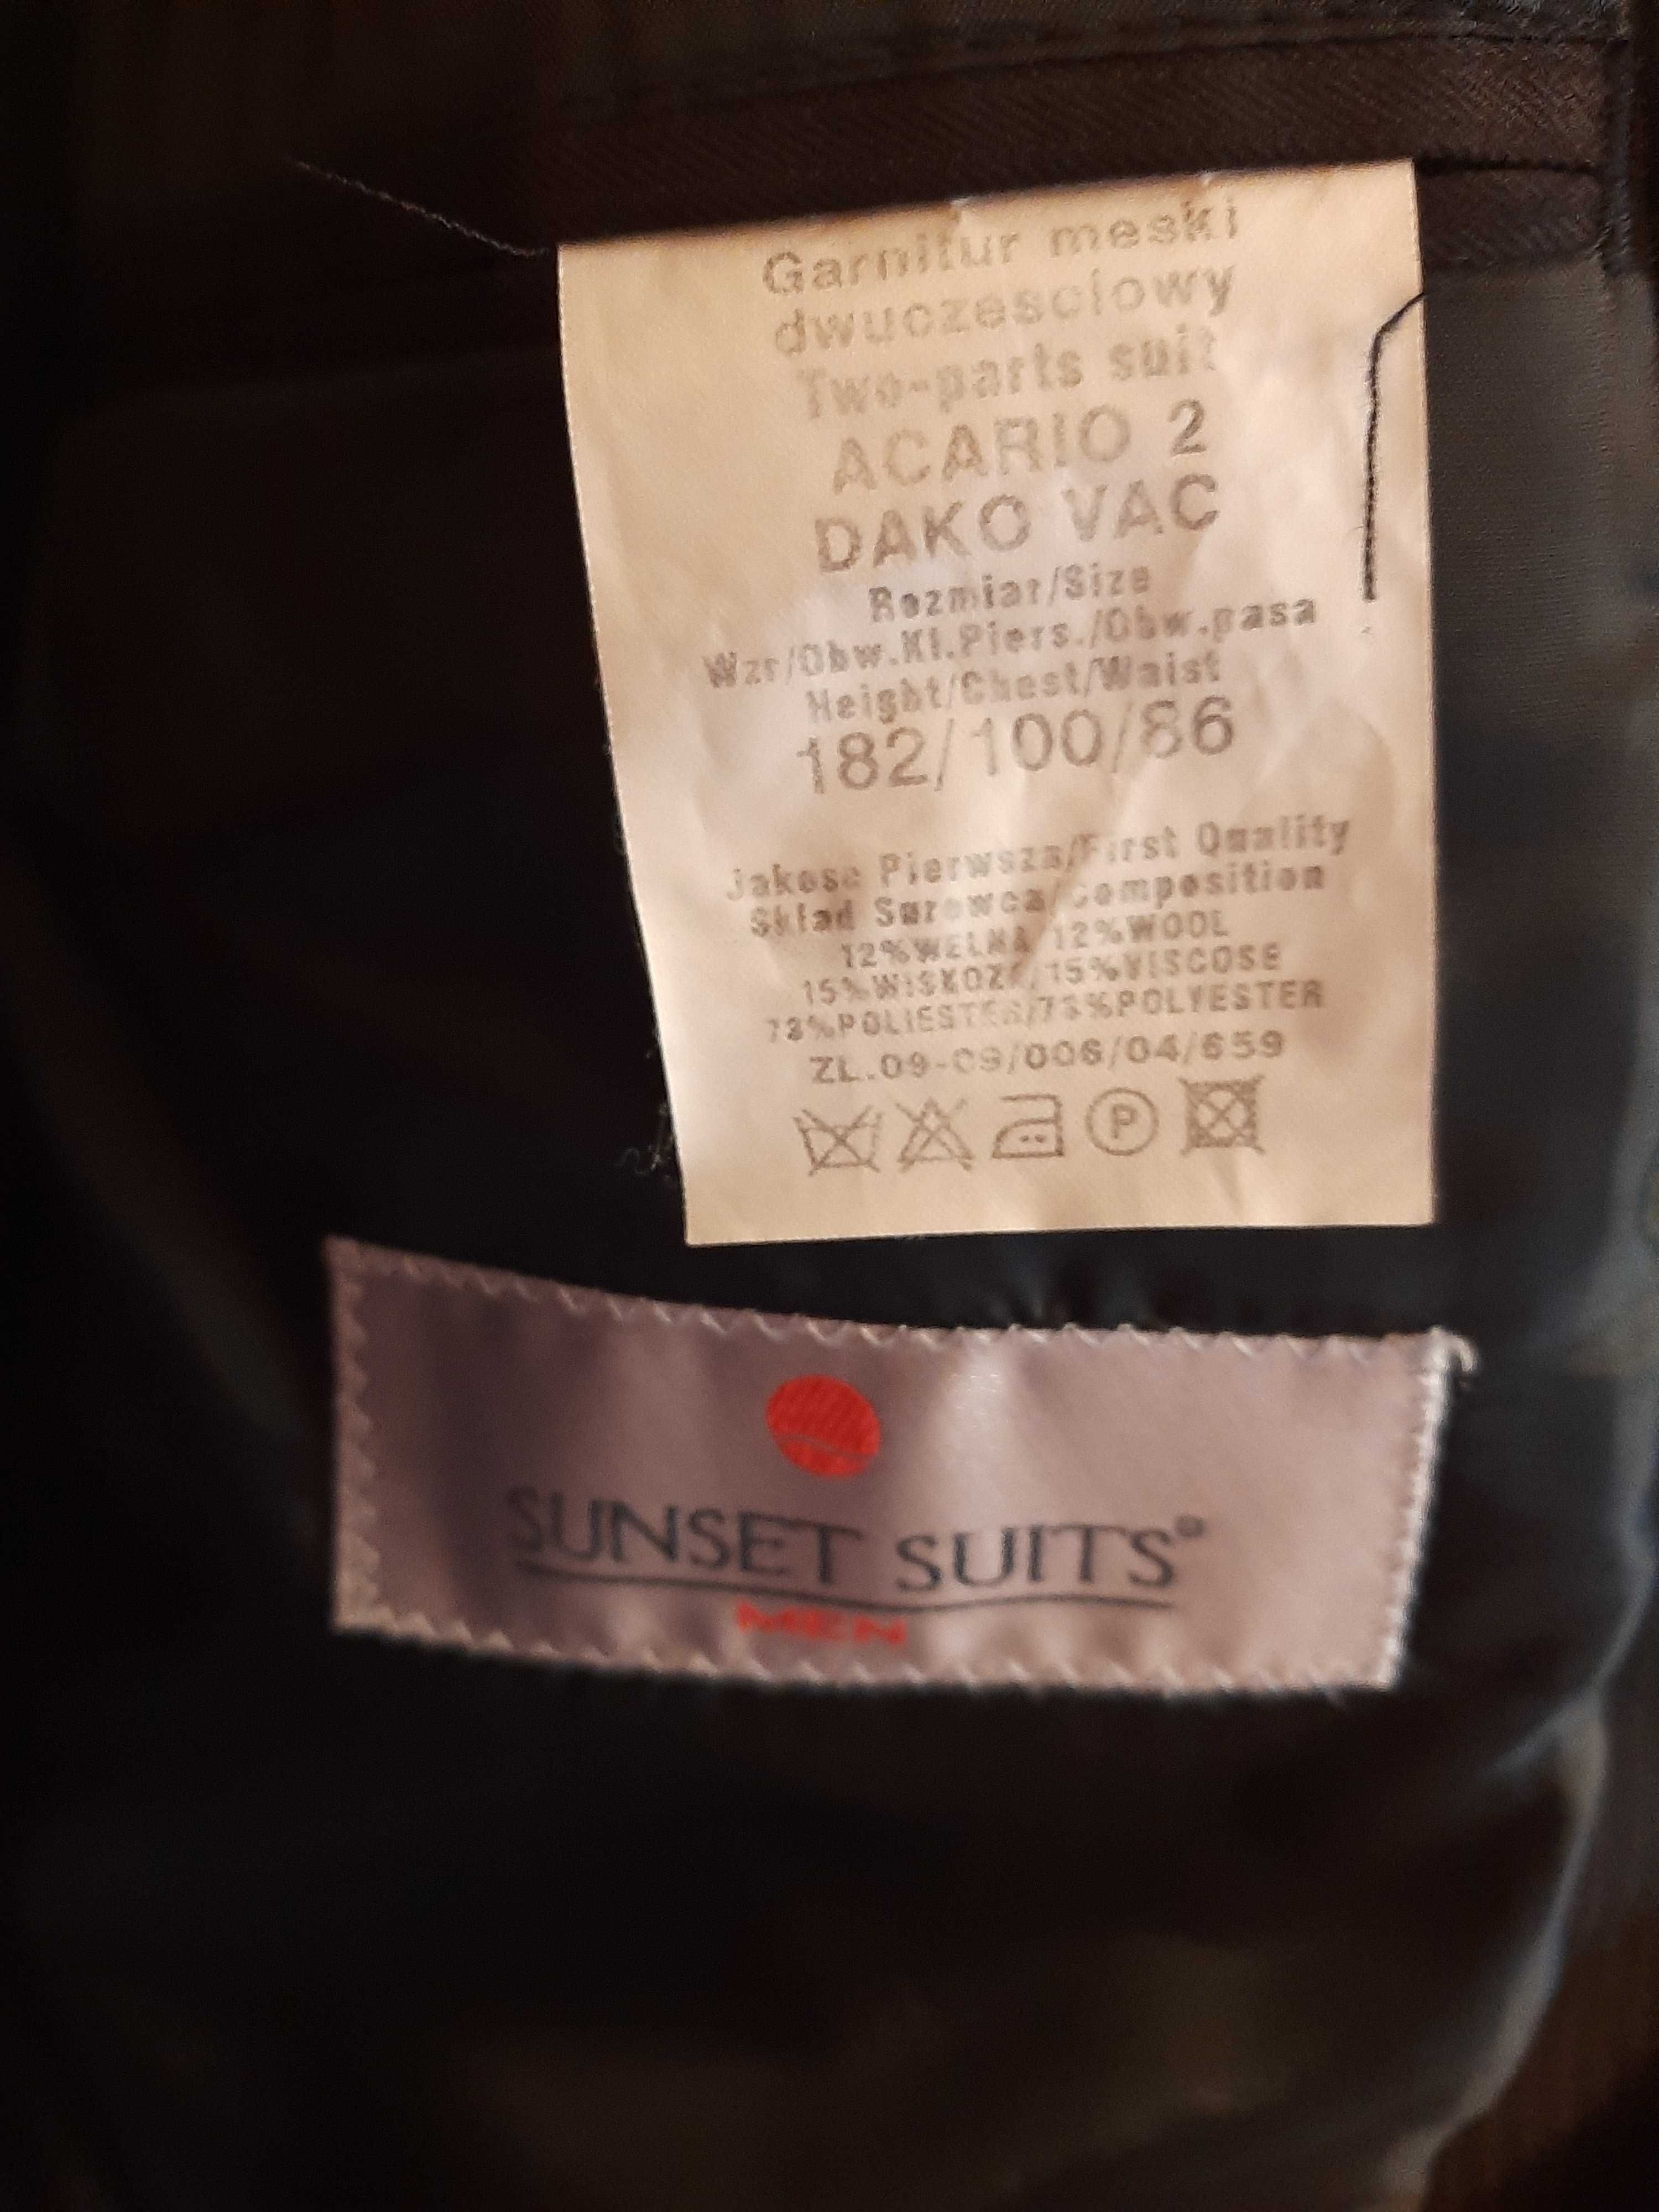 Garnitur meski
dwuczesciowy
Two-parts suit
ACARIO 2
DAKO VAC
Rozmiar/Size
Wzr/Obw.Kl.Piers./Obw.pasa
Height/Chest/Waist
182/100/86
Jakosc Pierwsza/First Quality
Sklad Surowca/Composition
12%WELNA/12%WOOL
15%WISKOZA/15%VISCOSE
73%POLIESTER/73%POLYESTER
ZL.09-09/006/04/659
P
SUNSET SUITS®
MEN